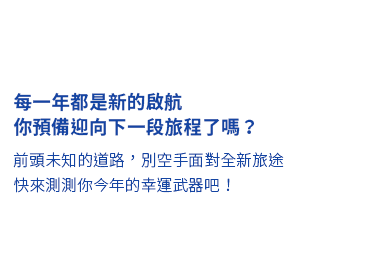 每一年都是新的啟航
你預備迎向下一段旅程了嗎？
前頭未知的道路，別空手面對全新旅途
快來測測你今年的幸運武器吧！